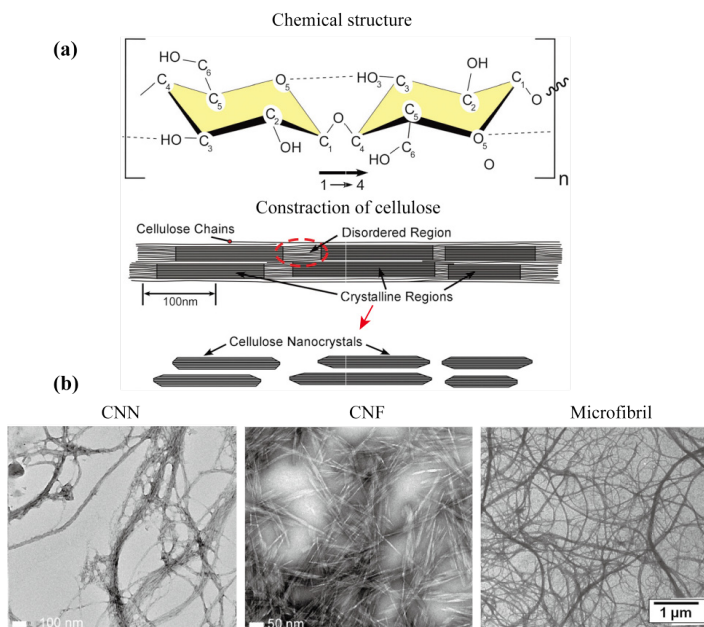 Chemical structure
(a)
HO
C6
C4
C5
O5
HO
C3
C2
OH
C1
O
C4
HO3
C3
OH
C2
C1
O
C5
C6
HO
O5
O
n
1 → 4
Constraction of cellulose
Cellulose Chains
Disordered Region
100nm
Crystalline Regions
Cellulose Nanocrystals
(b)
CNN
CNF
Microfibril
100 nm
50 nm
1 µm